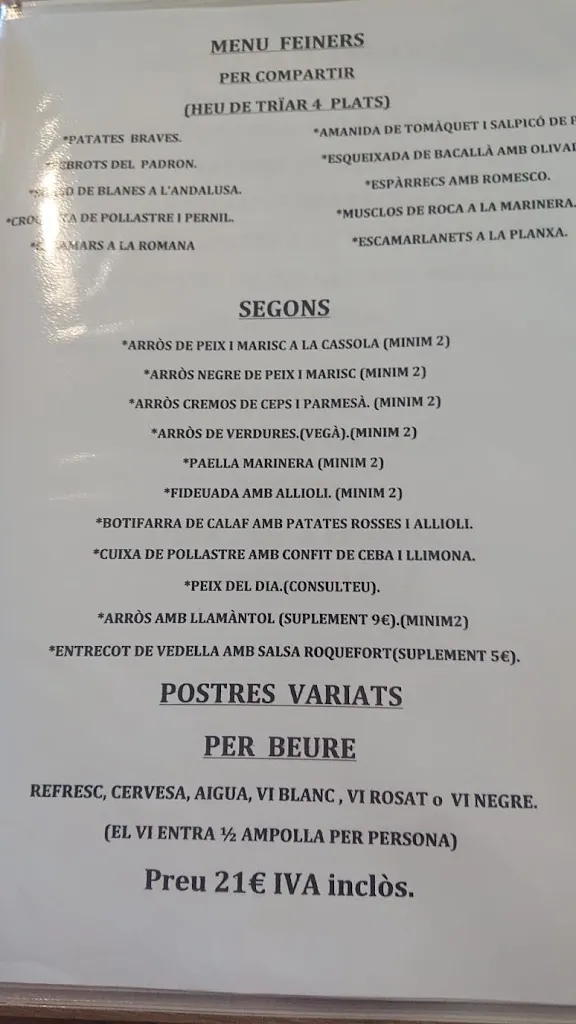 MENU FEINERS
PER COMPARTIR
(HEU DE TRÏAR 4 PLATS)
*PATATES BRAVES.
DEL PADRON.
DE BLANES A L'ANDALUSA.
DE POLLASTRE I PERNIL.
A LA ROMANA
*AMANIDA DE TOMÀQUET I SALPICÓ DE
*ESQUEIXADA DE BACALLÀ AMB
*ESPÀRRECS AMB ROMESCO.
*MUSCLOS DE ROCA A LA MARINERA.
*ESCAMARLANETS A LA PLANXA.
SEGONS
*ARRÒS DE PEIX I MARISC A LA CASSOLA (MINIM 2)
*ARRÒS NEGRE DE PEIX I MARISC (MINIM 2)
*ARRÒS CREMOS DE CEPS I PARMESÀ. (MINIM 2)
*ARRÒS DE VERDURES.(VEGÀ).(MINIM 2)
*PAELLA MARINERA (MINIM 2)
*FIDEUADA AMB ALLIOLI. (MINIM 2)
*BOTIFARRA DE CALAF AMB PATATES ROSSES I ALLIOLI.
*CUIXA DE POLLASTRE AMB CONFIT DE CEBA I LLIMONA.
*PEIX DEL DIA.(CONSULTEU).
*ARRÒS AMB LLAMÀNTOL (SUPLEMENT 9€).(MINIM2)
*ENTRECOT DE VEDELLA AMB SALSA ROQUEFORT(SUPLEMENT 5€).
POSTRES VARIATS
PER BEURE
REFRESC, CERVESA, AIGUA, VI BLANC , VI ROSAT o VI NEGRE.
(EL VI ENTRA ½ AMPOLLA PER PERSONA)
Preu 21€ IVA inclòs.